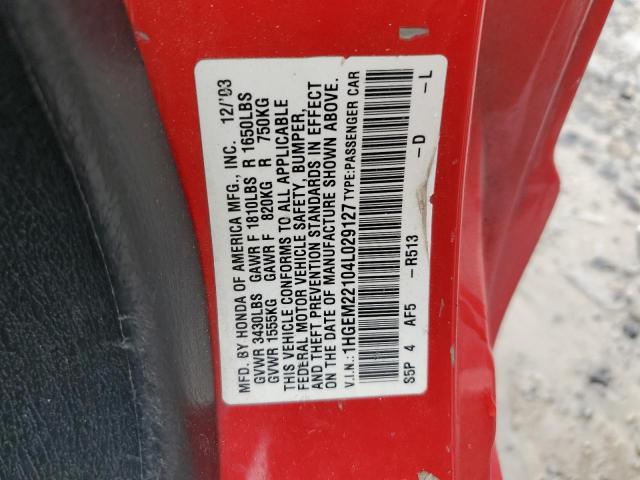 MFD. BY HONDA OF AMERICA MFG., INC. 12/'03
GVWR 3430LBS GAWR F 1810LBS R 1650LBS
GVWR 1555KG GAWR F 820KG R 750KG
THIS VEHICLE CONFORMS TO ALL APPLICABLE
FEDERAL MOTOR VEHICLE SAFETY, BUMPER,
AND THEFT PREVENTION STANDARDS IN EFFECT
ON THE DATE OF MANUFACTURE SHOWN ABOVE.
V.I.N.: 1HGEM22104L029127 TYPE:PASSENGER CAR
S5P 4 AF5 -R513 -D -L